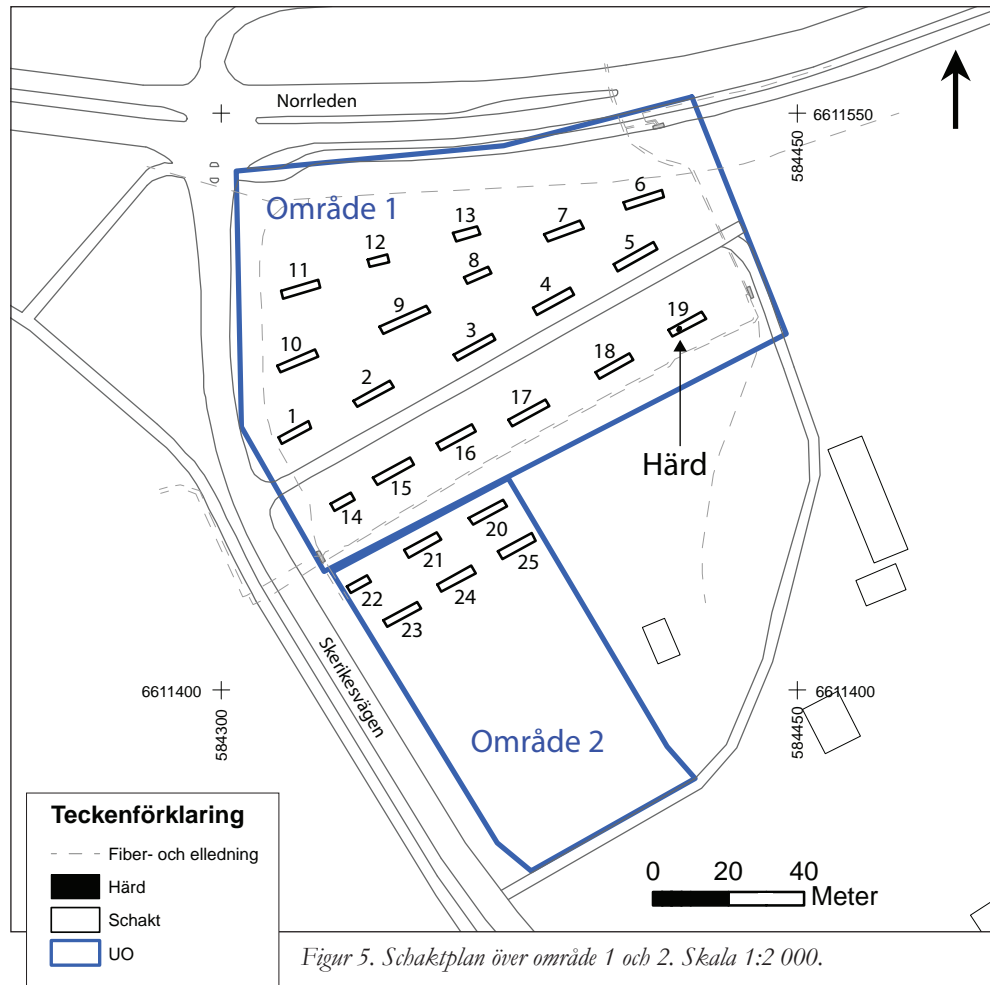 Norrleden
6611550
584450
Område 1
6
13
7
12
5
8
11
4
9
19
3
10
18
2
17
1
16
Härd
15
14
20
21
25
22
24
23
Skerikesvägen
6611400
6611400
584300
584450
Område 2
Teckenförklaring
Fiber- och elledning
Härd
Schakt
UO
0 20 40
Meter
Figur 5. Schaktplan över område 1 och 2. Skala 1:2 000.